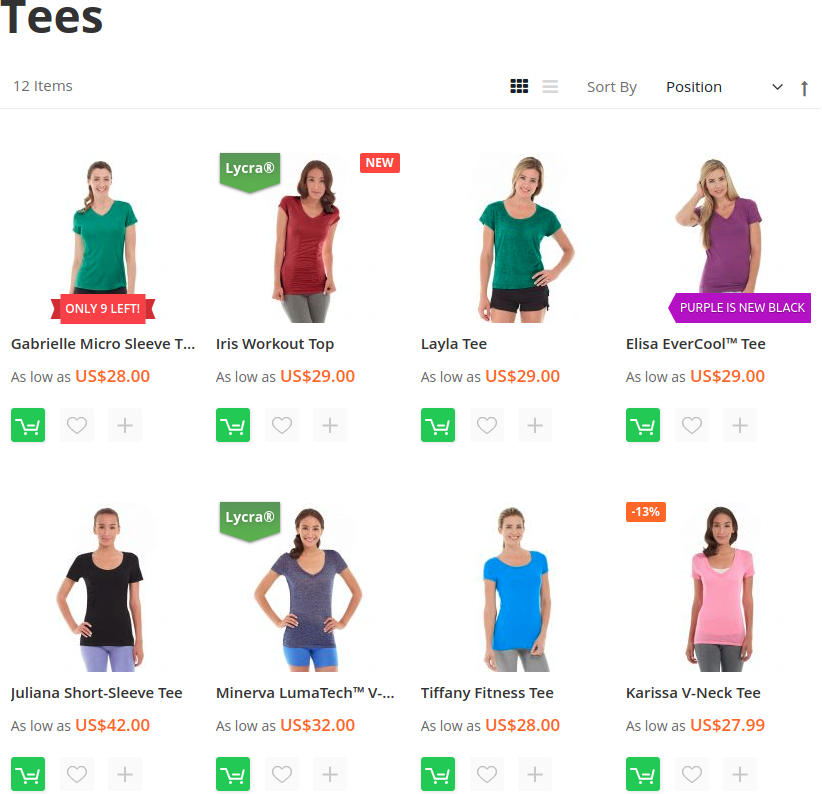 Tees
12 Items
Sort By Position
Lycra®
NEW
ONLY 9 LEFT!
PURPLE IS NEW BLACK
Gabrielle Micro Sleeve T...
Iris Workout Top
Layla Tee
Elisa EverCool™ Tee
As low as US$28.00
As low as US$29.00
As low as US$29.00
As low as US$29.00
Lycra®
-13%
Juliana Short-Sleeve Tee
Minerva LumaTech™ V-...
Tiffany Fitness Tee
Karissa V-Neck Tee
As low as US$42.00
As low as US$32.00
As low as US$28.00
As low as US$27.99